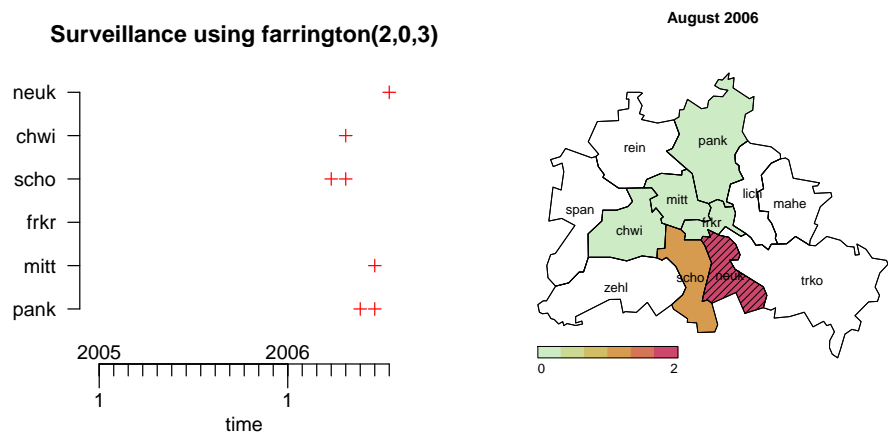 Surveillance using farrington(2,0,3)
neuk
chwi
scho
frkr
mitt
pank
2005
2006
1
1
time
August 2006
pank
rein
lich
mahe
mitt
span
frkr
chwi
neuk
scho
trko
zehl
0
2